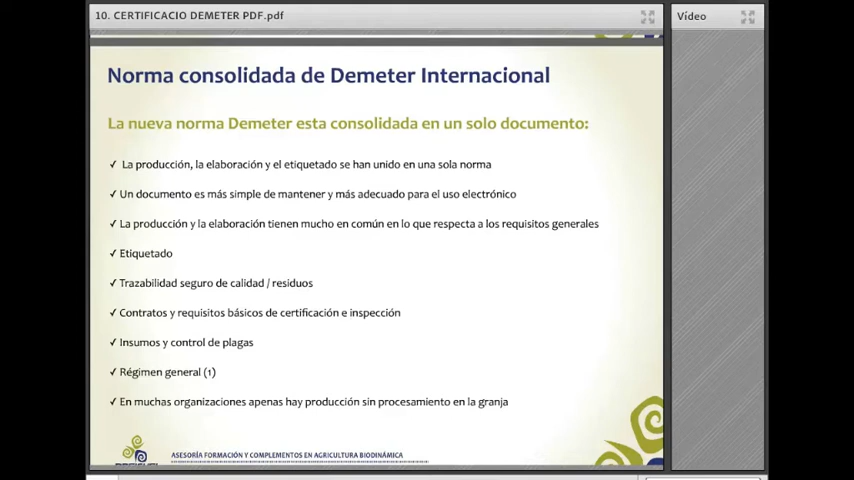 10. CERTIFICACIO DEMETER PDF.pdf
Vídeo
Norma consolidada de Demeter Internacional
La nueva norma Demeter esta consolidada en un solo documento:
✓ La producción, la elaboración y el etiquetado se han unido en una sola norma
✓ Un documento es más simple de mantener y más adecuado para el uso electrónico
✓ La producción y la elaboración tienen mucho en común en lo que respecta a los requisitos generales
✓ Etiquetado
✓ Trazabilidad seguro de calidad / residuos
✓ Contratos y requisitos básicos de certificación e inspección
✓ Insumos y control de plagas
✓ Régimen general (1)
✓ En muchas organizaciones apenas hay producción sin procesamiento en la granja
ASESORÍA FORMACIÓN Y COMPLEMENTOS EN AGRICULTURA BIODINÁMICA